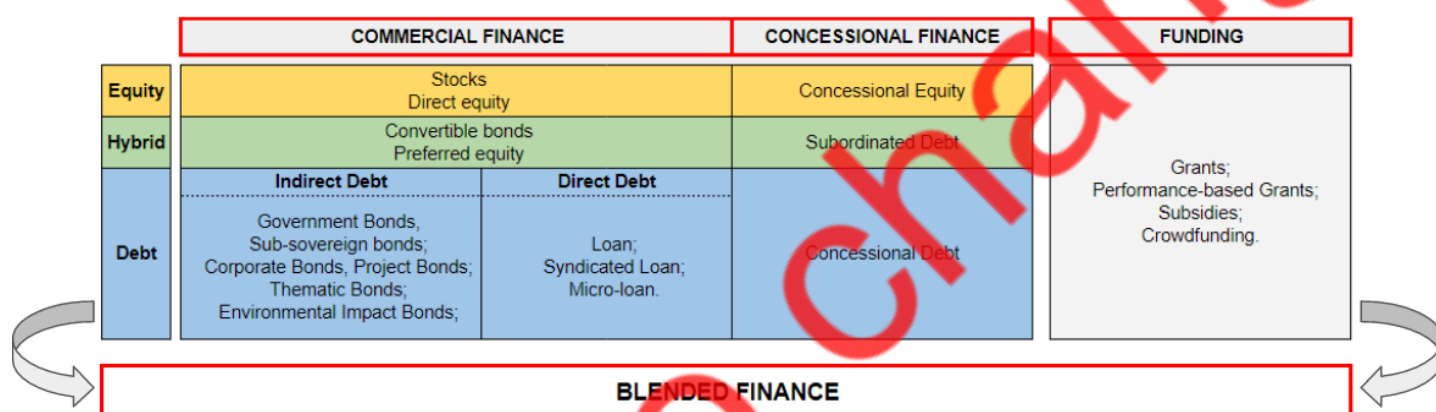 COMMERCIAL FINANCE
CONCESSIONAL FINANCE
FUNDING
Equity
Stocks
Direct equity
Concessional Equity
Hybrid
Convertible bonds
Preferred equity
Subordinated Debt
Debt
Indirect Debt
Government Bonds,
Sub-sovereign bonds;
Corporate Bonds, Project Bonds;
Thematic Bonds;
Environmental Impact Bonds;
Direct Debt
Loan;
Syndicated Loan;
Micro-loan.
Concessional Debt
Grants;
Performance-based Grants;
Subsidies;
Crowdfunding.
BLENDED FINANCE